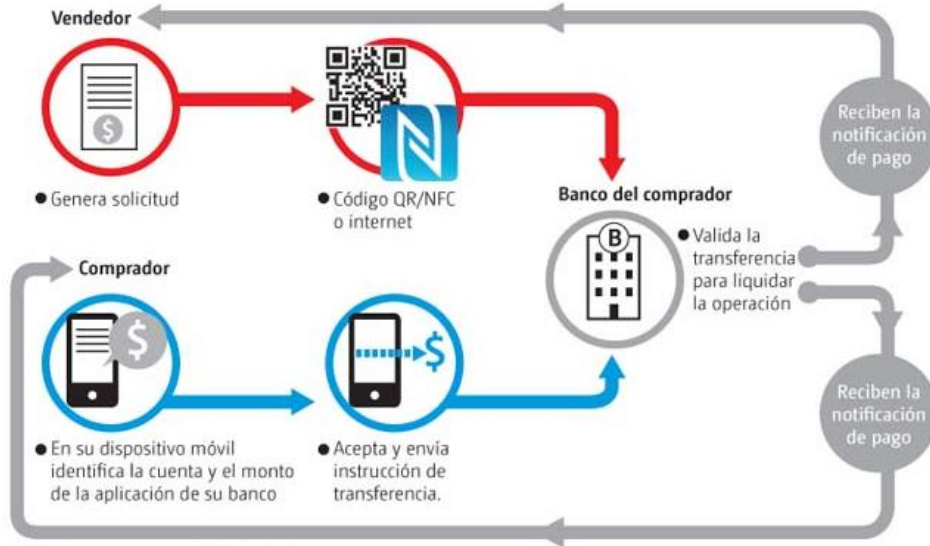 Vendedor
$
● Genera solicitud
● Código QR/NFC
o internet
Banco del comprador
B
● Valida la
transferencia
para liquidar
la operación
Reciben la
notificación
de pago
Comprador
$
● En su dispositivo móvil
identifica la cuenta y el monto
de la aplicación de su banco
$
● Acepta y envía
instrucción de
transferencia.
Reciben la
notificación
de pago